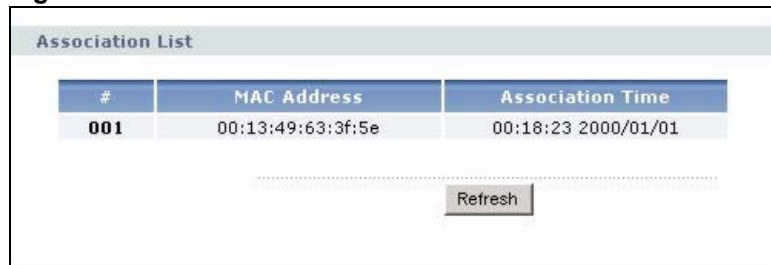 Association List
# MAC Address Association Time
001 00:13:49:63:3f:5e 00:18:23 2000/01/01
Refresh